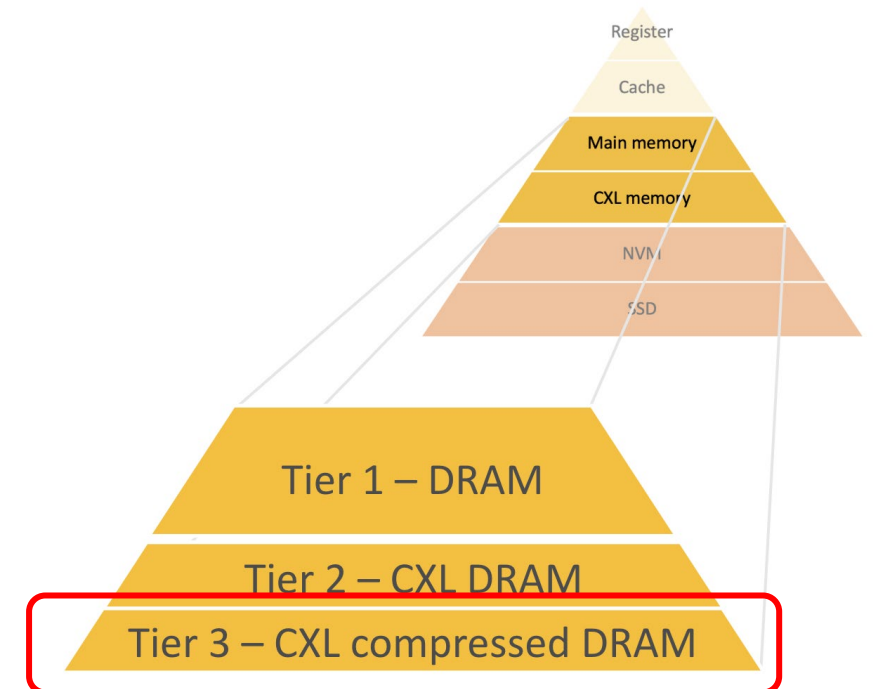 Register
Cache
Main memory
CXL memory
NVM
SSD
Tier 1 – DRAM
Tier 2 – CXL DRAM
Tier 3 – CXL compressed DRAM